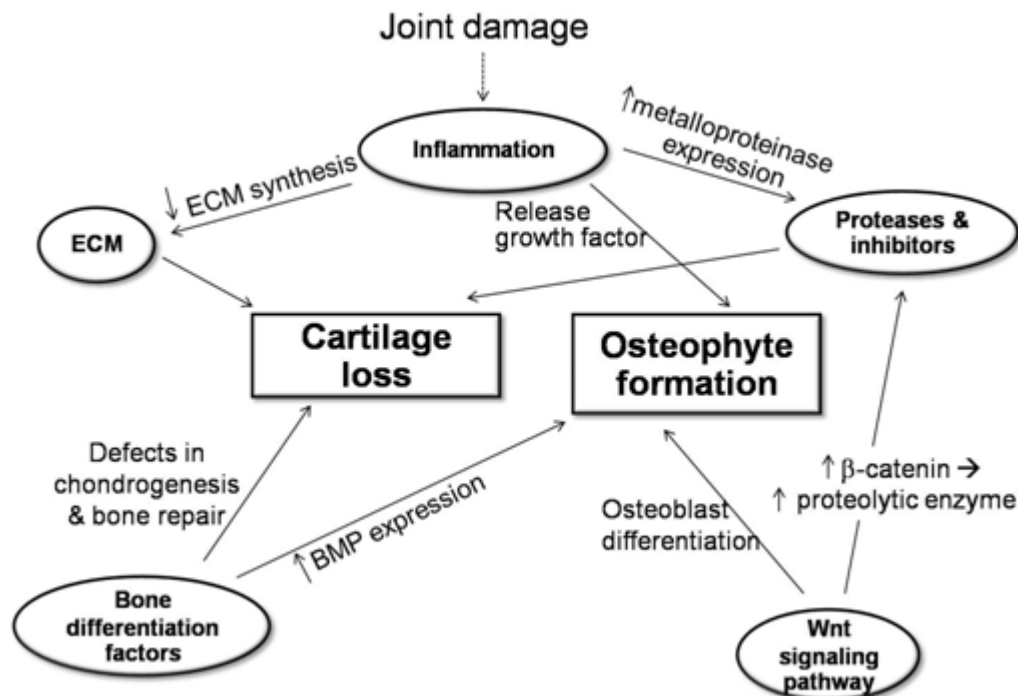 Joint damage
Inflammation
↑metalloproteinase
expression
↓ ECM synthesis
ECM
Release
growth factor
Proteases &
inhibitors
Cartilage
loss
Osteophyte
formation
Defects in
chondrogenesis
& bone repair
↑BMP expression
Osteoblast
differentiation
↑ β-catenin →
↑ proteolytic enzyme
Bone
differentiation
factors
Wnt
signaling
pathway